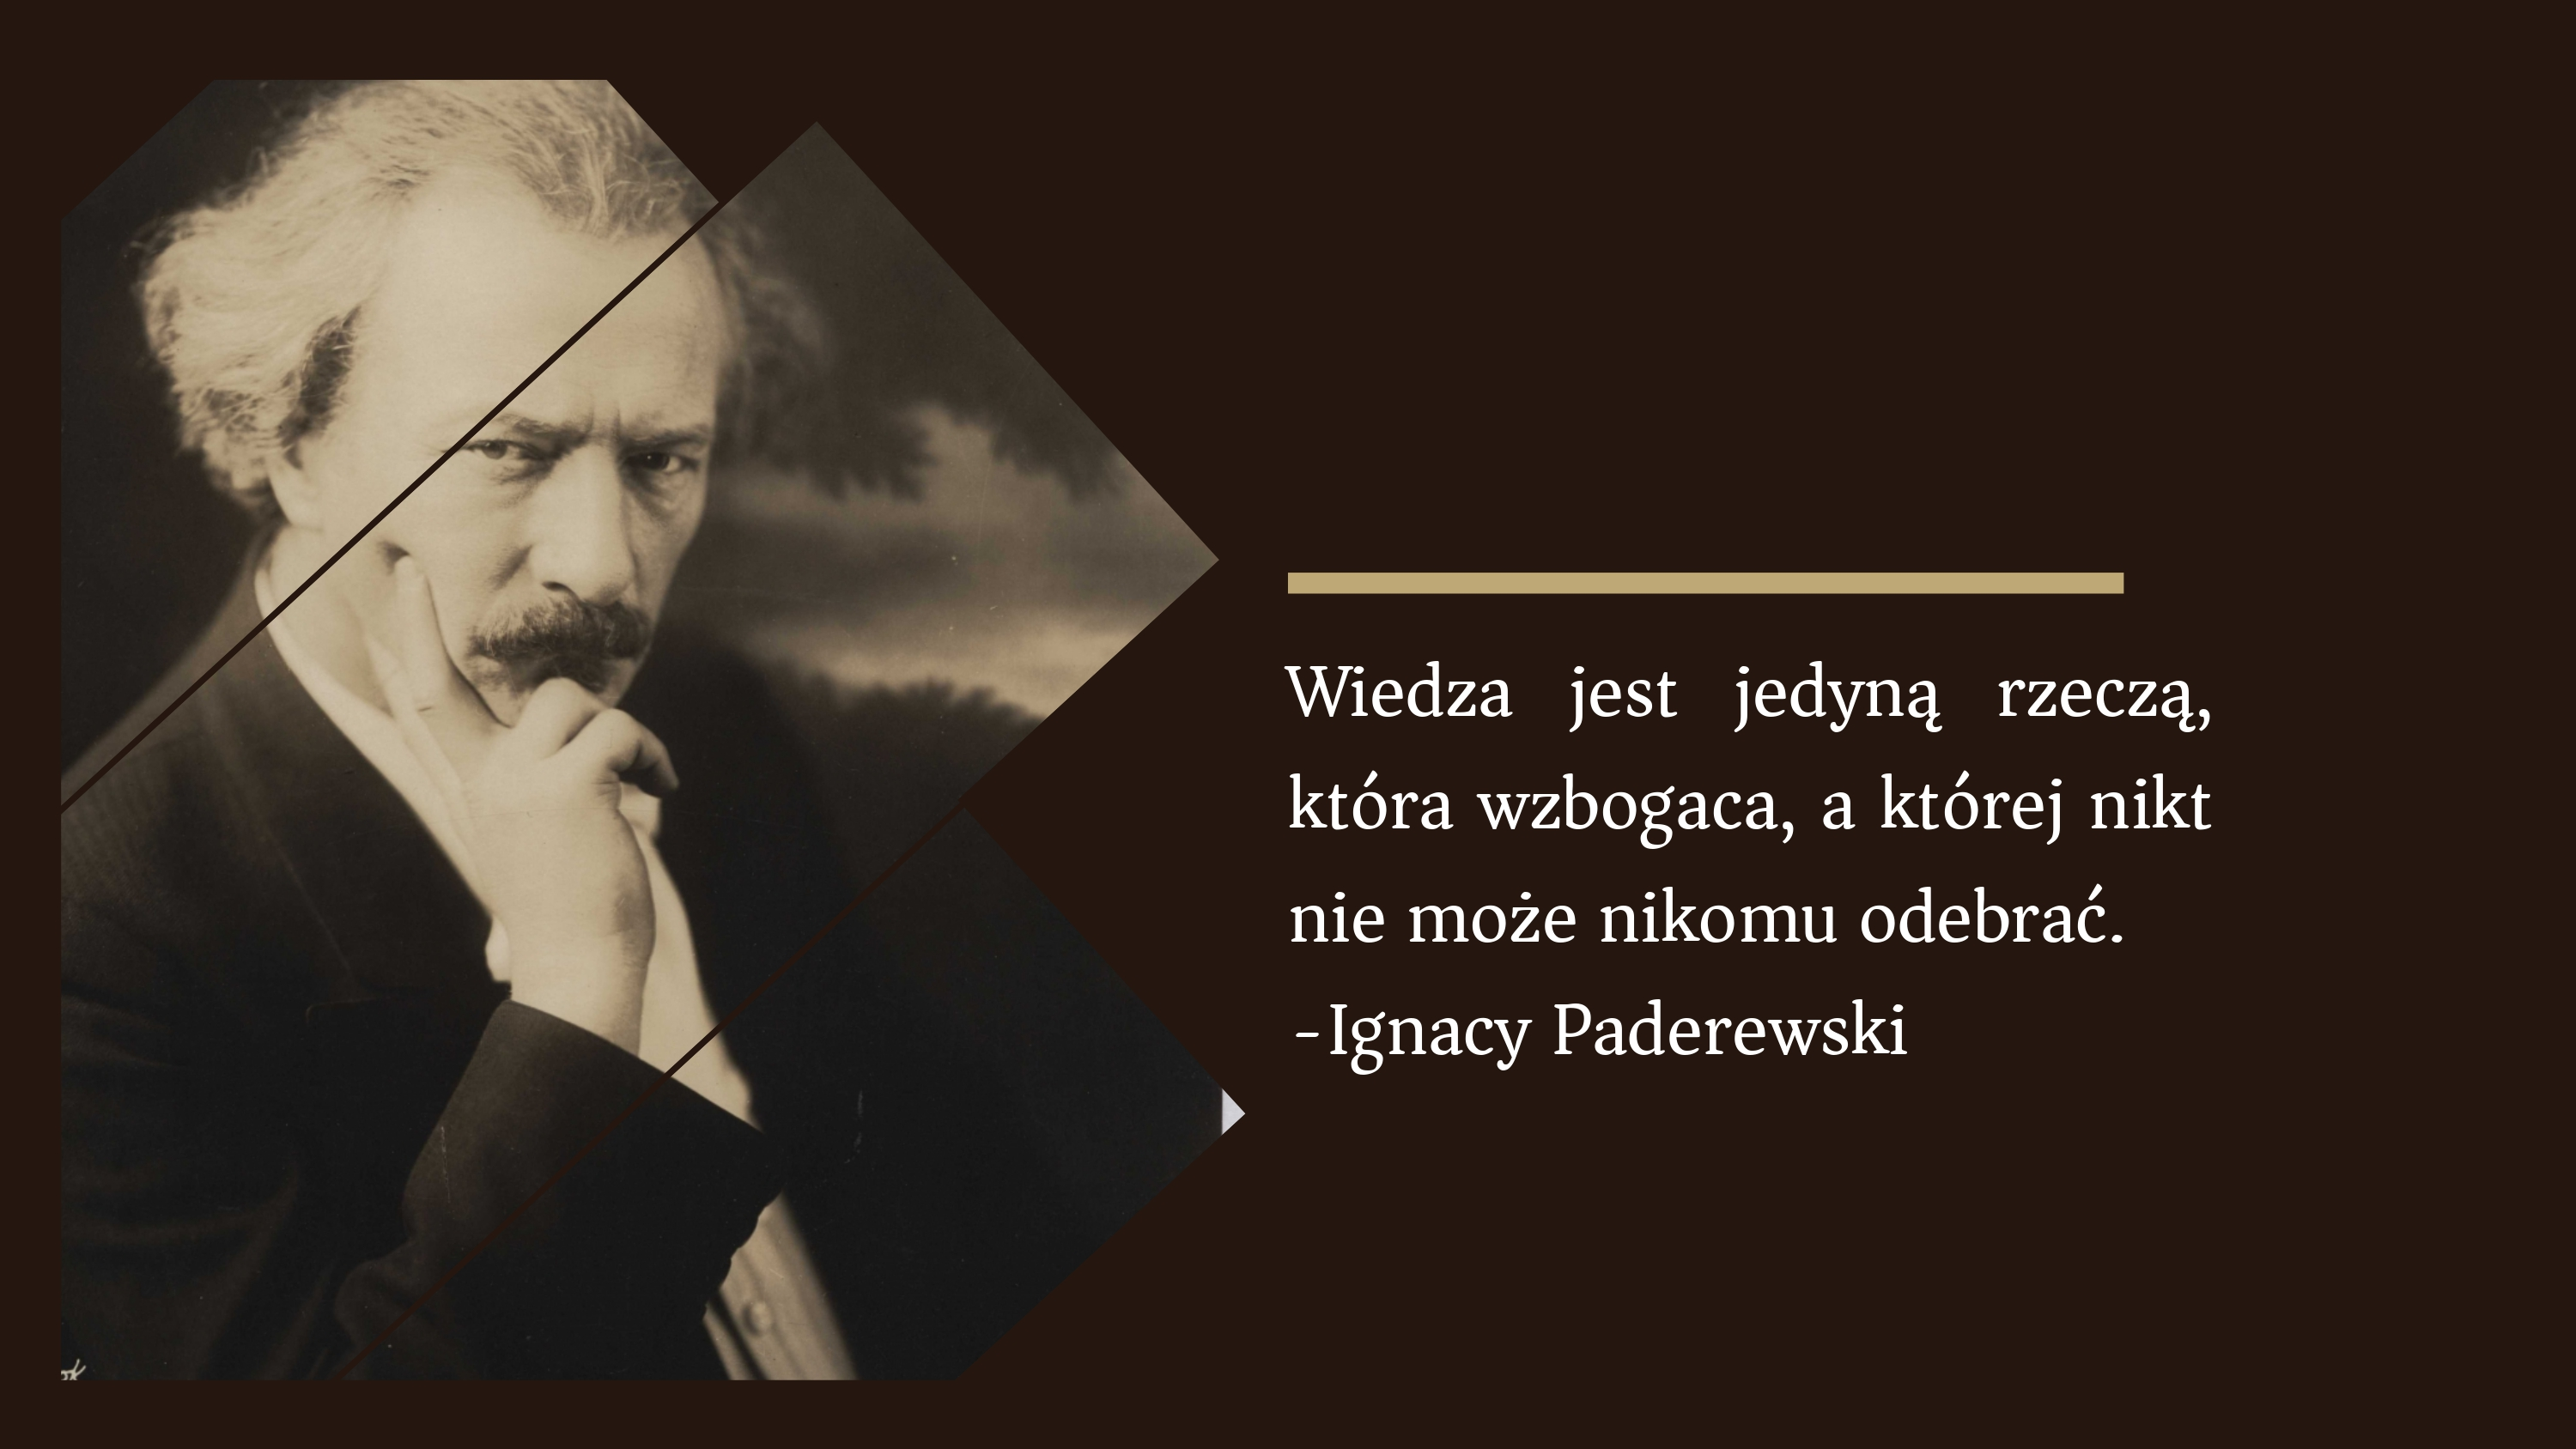 Wiedza jest jedyną rzeczą,
która wzbogaca, a której nikt
nie może nikomu odebrać.
-Ignacy Paderewski